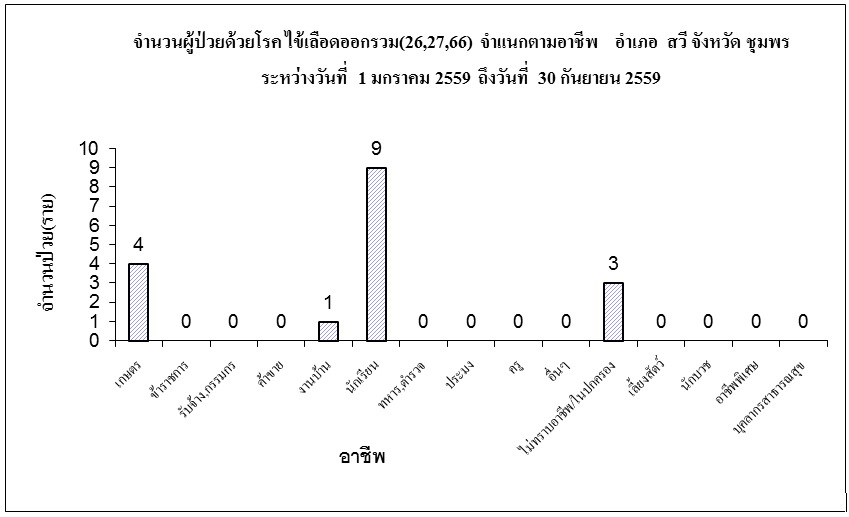 จำนวนผู้ป่วยด้วยโรค ไข้เลือดออกรวม(26,27,66) จำแนกตามอาชีพ อำเภอ สวี จังหวัด ชุมพร
ระหว่างวันที่ 1 มกราคม 2559 ถึงวันที่ 30 กันยายน 2559
จำนวนป่วย(ราย)
10
9
8
7
6
5
4
3
2
1
0
4
0
0
0
1
9
0
0
0
0
3
0
0
0
0
เกษตร
ข้าราชการ
รับจ้าง,กรรมกร
ค้าขาย
งานบ้าน
นักเรียน
ทหาร,ตำรวจ
ประมง
ครู
อื่นๆ
ไม่ทราบอาชีพ/ในปกครอง
เลี้ยงสัตว์
นักบวช
อาชีพพิเศษ
บุคลากรสาธารณสุข
อาชีพ